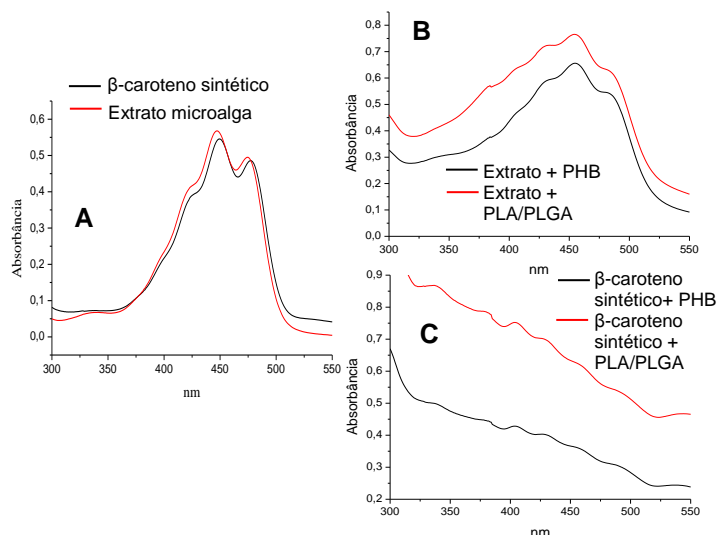 A
β-caroteno sintético
Extrato microalga
Absorbância
0,6
0,5
0,4
0,3
0,2
0,1
0,0
300 350 400 450 500 550
nm
B
Absorbância
0,8
0,7
0,6
0,5
0,4
0,3
0,2
0,1
0,0
Extrato + PHB
Extrato +
PLA/PLGA
300 350 400 450 500 550
nm
C
Absorbância
0,9
0,8
0,7
0,6
0,5
0,4
0,3
0,2
β-caroteno
sintético+ PHB
β-caroteno
sintético +
PLA/PLGA
300 350 400 450 500 550
nm